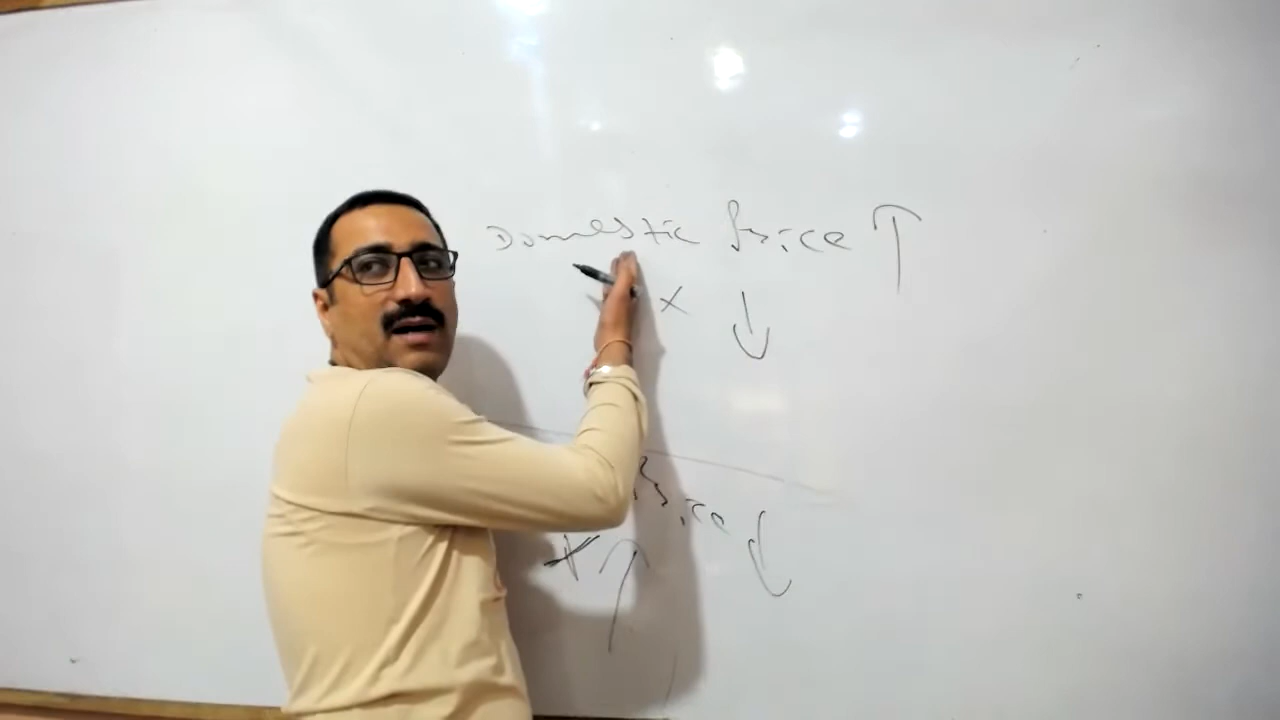 Domestic Price ↑
X ↓
Price ↓
X ↑